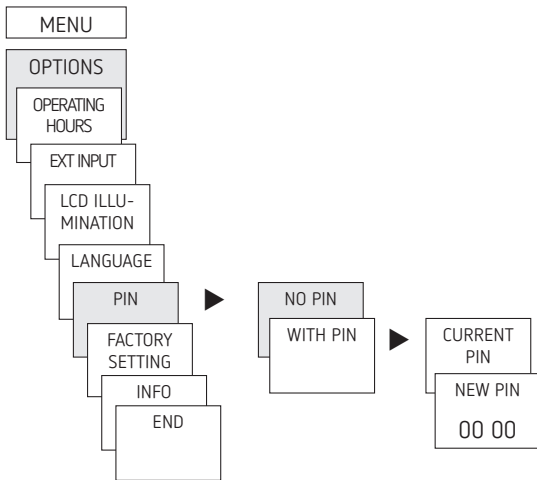 MENU
OPTIONS
OPERATING
HOURS
EXT INPUT
LCD ILLU-
MINATION
LANGUAGE
PIN
FACTORY
SETTING
INFO
END
NO PIN
WITH PIN
CURRENT
PIN
NEW PIN
00 00